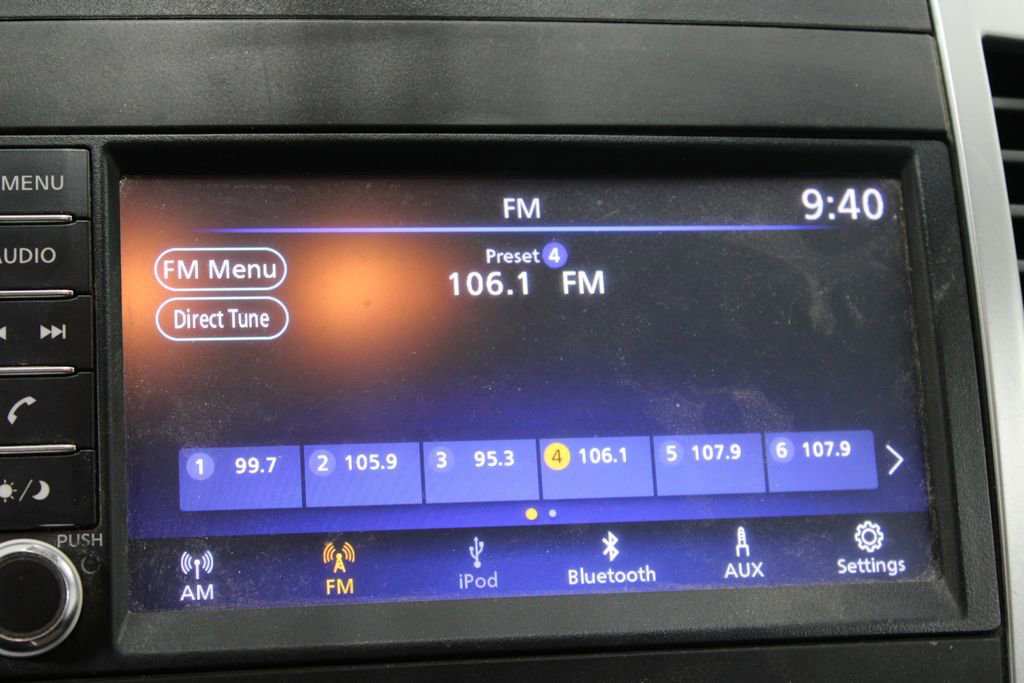 MENU
AUDIO
PUSH
FM
9:40
FM Menu
Direct Tune
Preset 4
106.1 FM
1 99.7
2 105.9
3 95.3
4 106.1
5 107.9
6 107.9
AM
FM
iPod
Bluetooth
AUX
Settings